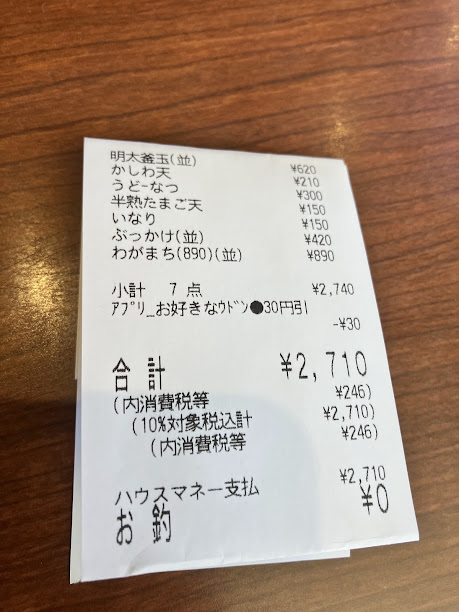 明太釜玉(並) ¥620
かしわ天 ¥210
うどーなつ ¥300
半熟たまご天 ¥150
いなり ¥150
ぶっかけ(並) ¥420
わがまち(890)(並) ¥890
小計 7 点 ¥2,740
ｱﾌﾟﾘ_お好きなｳﾄﾞﾝ●30円引
-¥30
合計 ¥2,710
(内消費税等 ¥246)
(10%対象税込計 ¥2,710)
(内消費税等 ¥246)
ハウスマネー支払 ¥2,710
お釣 ¥0